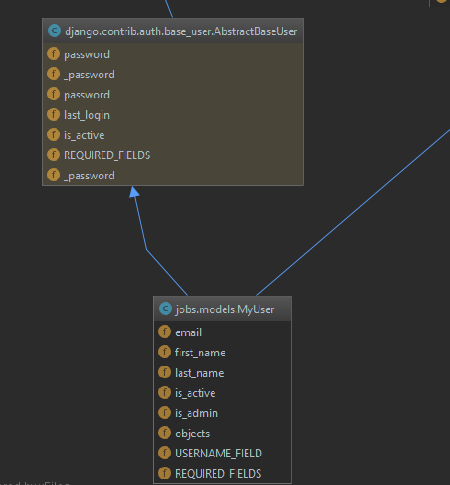 django.contrib.auth.base_user.AbstractBaseUser
password
_password
password
last_login
is_active
REQUIRED_FIELDS
_password
jobs.models.MyUser
email
first_name
last_name
is_active
is_admin
objects
USERNAME_FIELD
REQUIRED_FIELDS